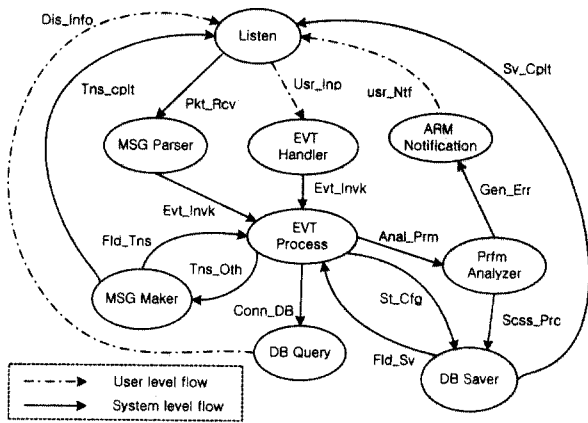 Dis_Info
Listen
Sv_Cplt
Tns_cplt
Pkt_Rcv
Usr_Inp
usr_Ntf
MSG Parser
EVT
Handler
ARM
Notification
Evt_Invk
Evt_Invk
Gen_Err
Fld_Tns
EVT
Process
Anal_Prm
Prfm
Analyzer
Tns_Oth
MSG Maker
Conn_DB
St_Cfg
Scss_Prc
DB Query
Fld_Sv
DB Saver
User level flow
System level flow